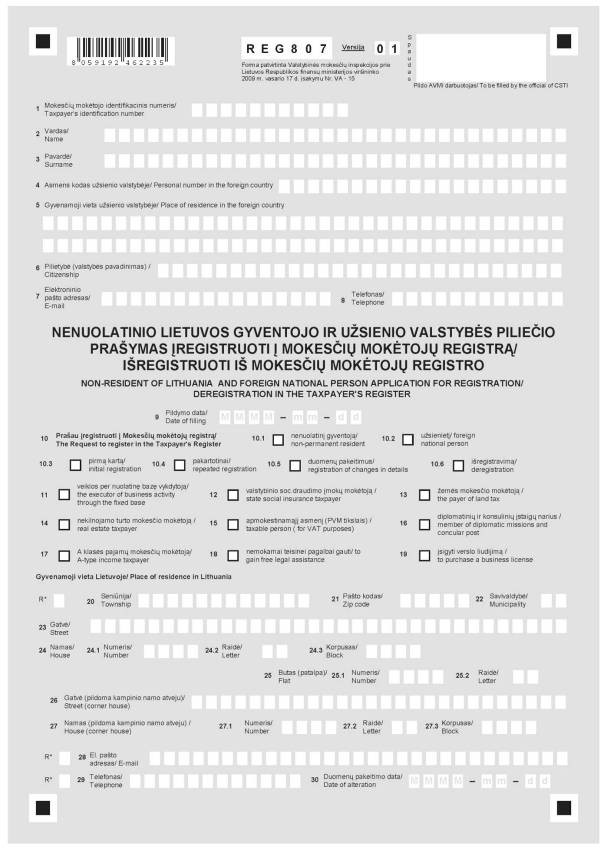 8 059192 462235
REG807 Versija 01
Spaudas
Forma patvirtinta Valstybinės mokesčių inspekcijos prie
Lietuvos Respublikos finansų ministerijos viršininko
2009 m. vasario 17 d. įsakymu Nr. VA - 15
Pildo AVMI darbuotojas/ To be filled by the official of CSTI
1 Mokesčių mokėtojo identifikacinis numeris/
Taxpayer's identification number
2 Vardas/
Name
3 Pavardė/
Surname
4 Asmens kodas užsienio valstybėje/ Personal number in the foreign country
5 Gyvenamoji vieta užsienio valstybėje/ Place of residence in the foreign country
6 Pilietybė (valstybės pavadinimas) /
Citizenship
7 Elektroninio
pašto adresas/
E-mail
8 Telefonas/
Telephone
NENUOLATINIO LIETUVOS GYVENTOJO IR UŽSIENIO VALSTYBĖS PILIEČIO
PRAŠYMAS ĮREGISTRUOTI Į MOKESČIŲ MOKĖTOJŲ REGISTRĄ/
IŠREGISTRUOTI IŠ MOKESČIŲ MOKĖTOJŲ REGISTRO
NON-RESIDENT OF LITHUANIA AND FOREIGN NATIONAL PERSON APPLICATION FOR REGISTRATION/
DEREGISTRATION IN THE TAXPAYER'S REGISTER
9 Pildymo data/
Date of filing
M M M M – m m – d d
10 Prašau įregistruoti į Mokesčių mokėtojų registrą/
The Request to register in the Taxpayer's Register
10.1 nenuolatinį gyventoją/
non-permanent resident
10.2 užsienietį/ foreign
national person
10.3 pirmą kartą/
initial registration
10.4 pakartotinai/
repeated registration
10.5 duomenų pakeitimus/
registration of changes in details
10.6 išregistravimą/
deregistration
11 veiklos per nuolatinę bazę vykdytoją/
the executor of business activity
through the fixed base
12 valstybtinio soc.draudimo įmokų mokėtoją /
state social insurance taxpayer
13 žemės mokesčio mokėtoją /
the payer of land tax
14 nekilnojamo turto mokesčio mokėtoją /
real estate taxpayer
15 apmokestinamąjį asmenį (PVM tikslais) /
taxable person ( for VAT purposes)
16 diplomatinių ir konsulinių įstaigų narius /
member of diplomatic missions and
concular post
17 A klasės pajamų mokesčių mokėtoją/
A-type income taxpayer
18 nemokamai teisinei pagalbai gauti/ to
gain free legal assistance
19 įsigyti verslo liudijimą /
to purchase a business license
Gyvenamoji vieta Lietuvoje/ Place of residence in Lithuania
R* 20 Seniūnija/
Township
21 Pašto kodas/
Zip code
22 Savivaldybė/
Municipality
23 Gatvė/
Street
24 Namas/
House
24.1 Numeris/
Number
24.2 Raidė/
Letter
24.3 Korpusas/
Block
25 Butas (patalpa)/
Flat
25.1 Numeris/
Number
25.2 Raidė/
Letter
26 Gatvė (pildoma kampinio namo atveju)/
Street (corner house)
27 Namas (pildoma kampinio namo atveju) /
House (corner house)
27.1 Numeris/
Number
27.2 Raidė/
Letter
27.3 Korpusas/
Block
R* 28 El. pašto
adresas/ E-mail
R* 29 Telefonas/
Telephone
30 Duomenų pakeitimo data/
Date of alteration
M M M M – m m – d d